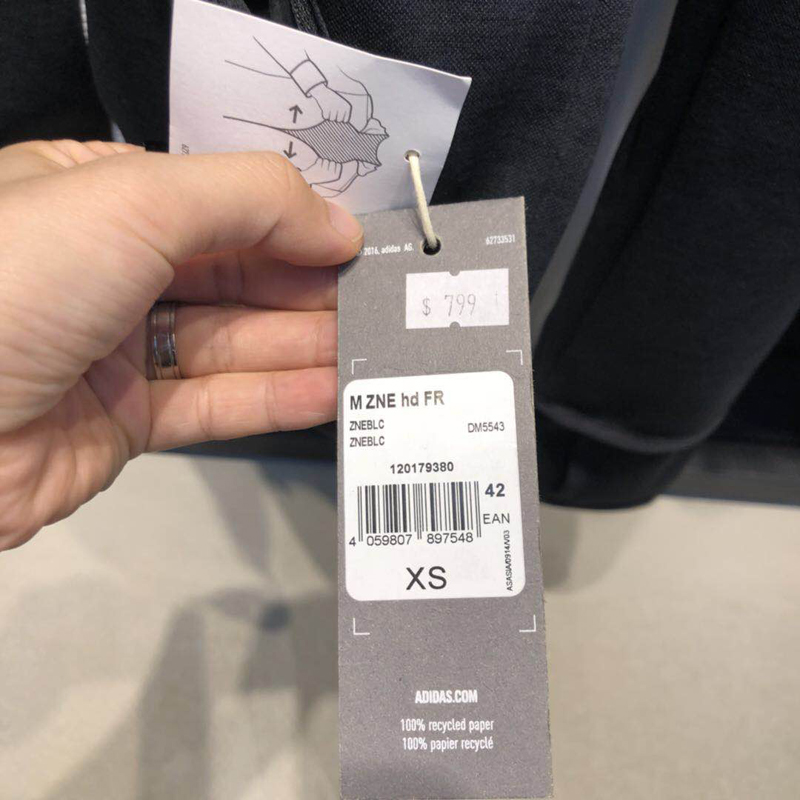 © 2016, adidas AG. 62733531
$ 799
M ZNE hd FR
ZNEBLC
ZNEBLC DM5543
120179380
42
EAN
4 059807 897548
XS
ASASIA/0914/V03
ADIDAS.COM
100% recycled paper
100% papier recyclé